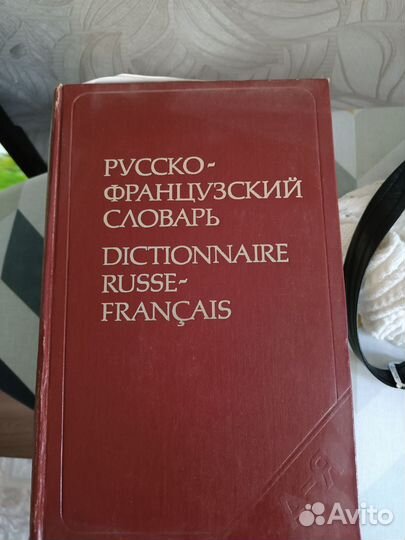 РУССКО-
ФРАНЦУЗСКИЙ
СЛОВАРЬ
DICTIONNAIRE
RUSSE-
FRANÇAIS
А-Я
Avito